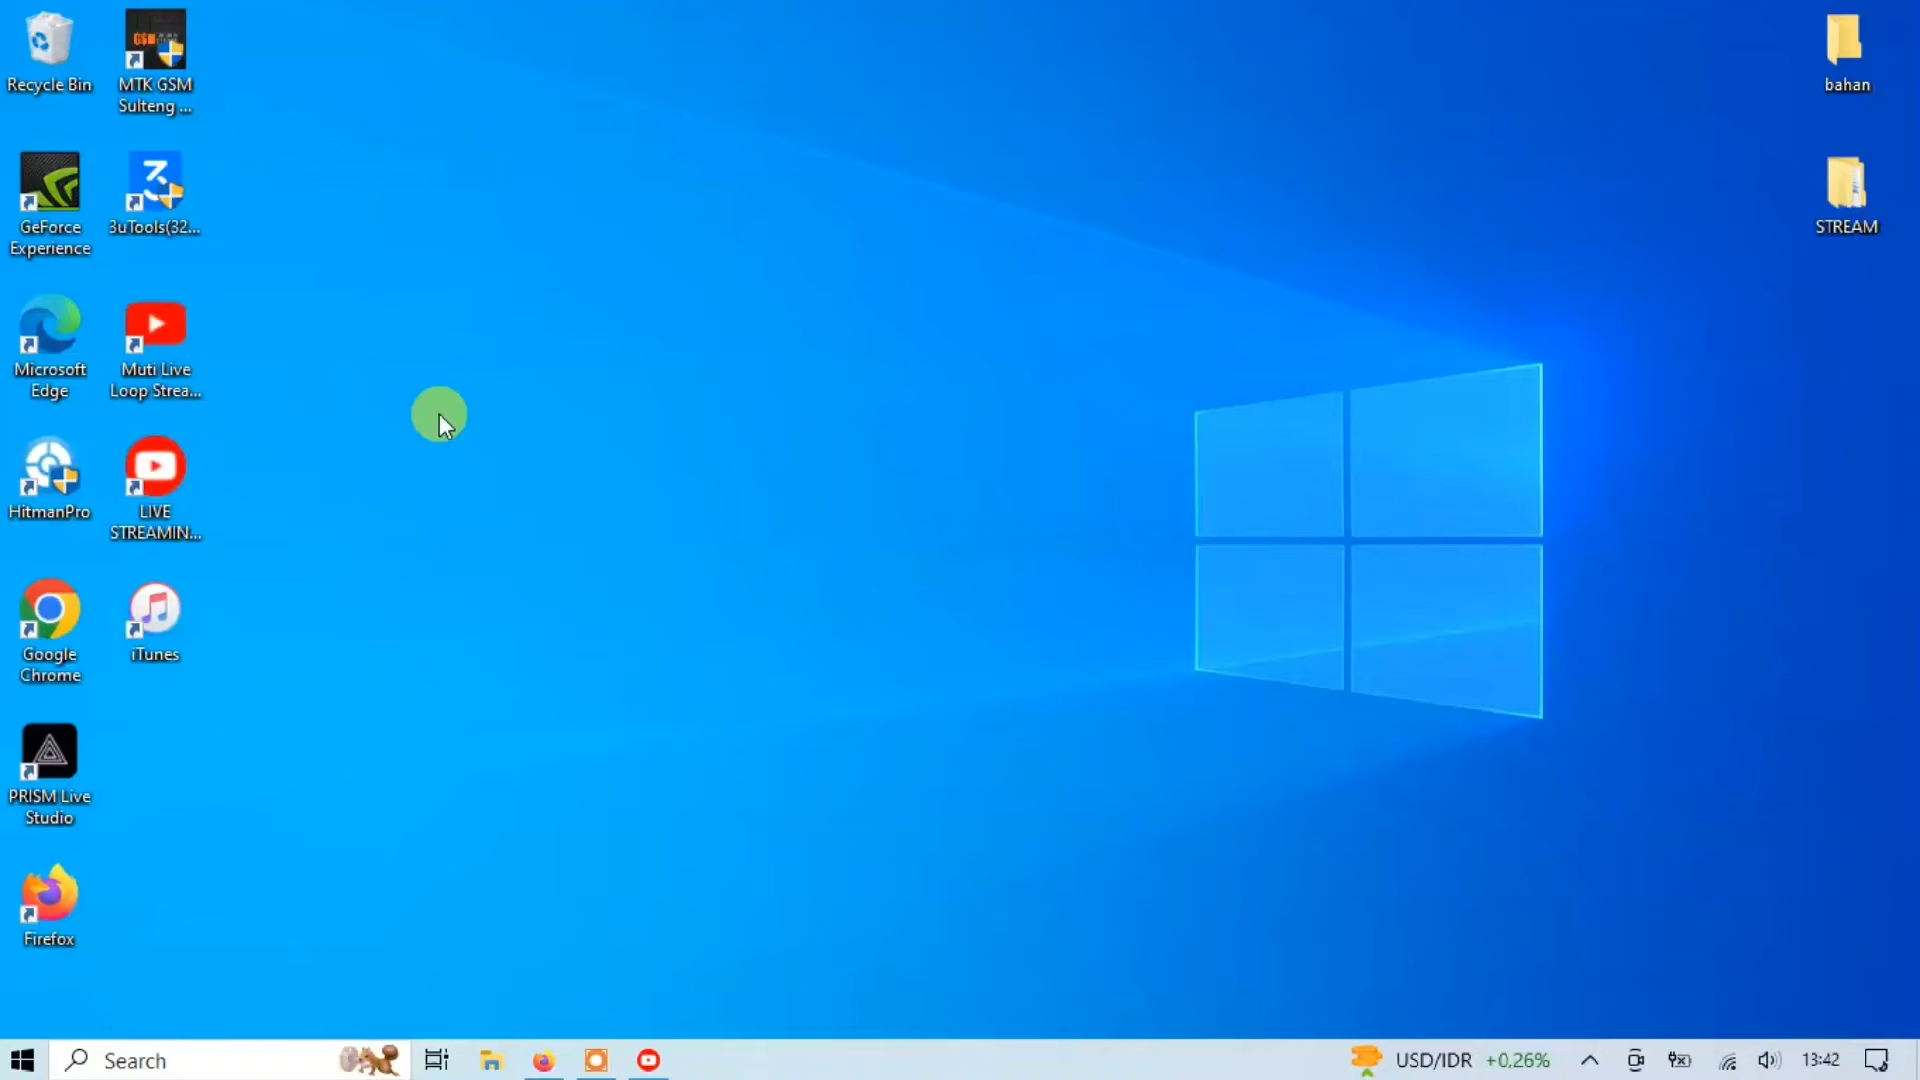 Recycle Bin
MTK GSM
Sulteng ...
GeForce
Experience
3uTools(32...
Microsoft
Edge
Muti Live
Loop Strea...
HitmanPro
LIVE
STREAMIN...
Google
Chrome
iTunes
PRISM Live
Studio
Firefox
bahan
STREAM
Search
USD/IDR +0,26%
13:42